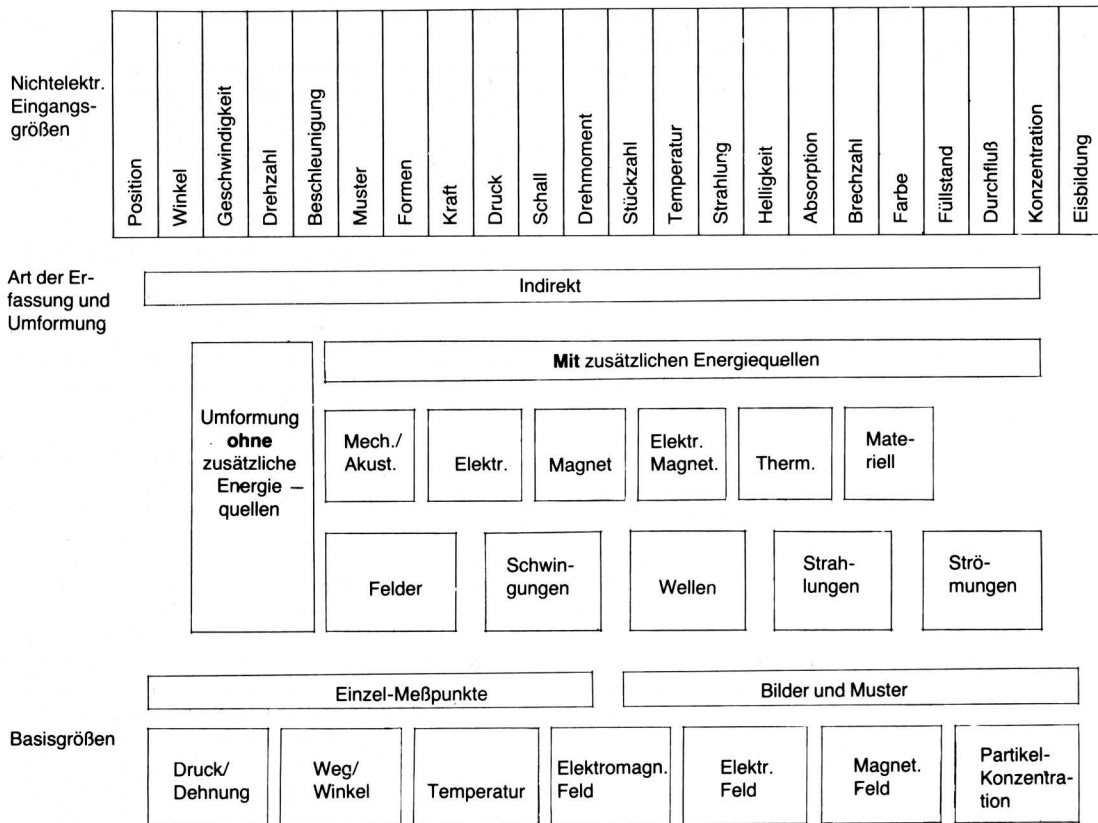 Nichtelektr.
Eingangs-
größen
Position
Winkel
Geschwindigkeit
Drehzahl
Beschleunigung
Muster
Formen
Kraft
Druck
Schall
Drehmoment
Stückzahl
Temperatur
Strahlung
Helligkeit
Absorption
Brechzahl
Farbe
Füllstand
Durchfluß
Konzentration
Eisbildung
Art der Er-
fassung und
Umformung
Indirekt
Umformung
ohne
zusätzliche
Energie –
quellen
Mit zusätzlichen Energiequellen
Mech./
Akust.
Elektr.
Magnet
Elektr.
Magnet.
Therm.
Mate-
riell
Felder
Schwin-
gungen
Wellen
Strah-
lungen
Strö-
mungen
Einzel-Meßpunkte
Bilder und Muster
Basisgrößen
Druck/
Dehnung
Weg/
Winkel
Temperatur
Elektromagn.
Feld
Elektr.
Feld
Magnet.
Feld
Partikel-
Konzentra-
tion